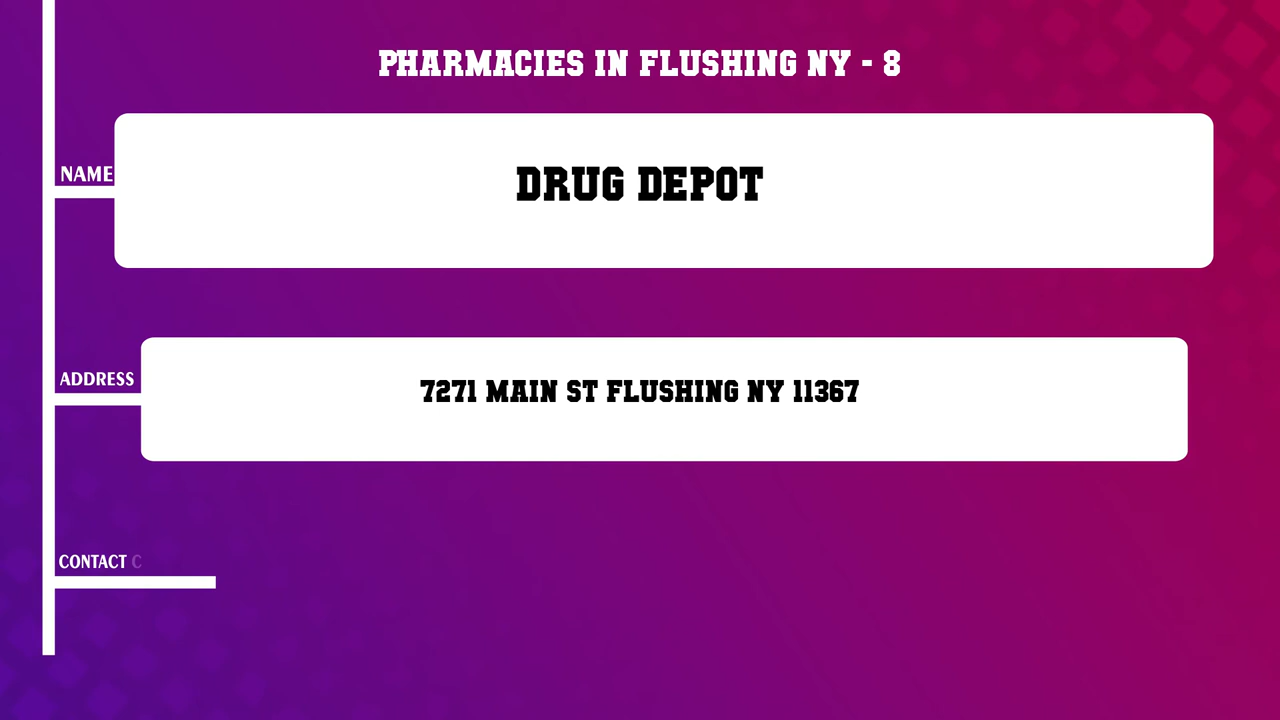 PHARMACIES IN FLUSHING NY - 8
NAME
DRUG DEPOT
ADDRESS
7271 MAIN ST FLUSHING NY 11367
CONTACT C